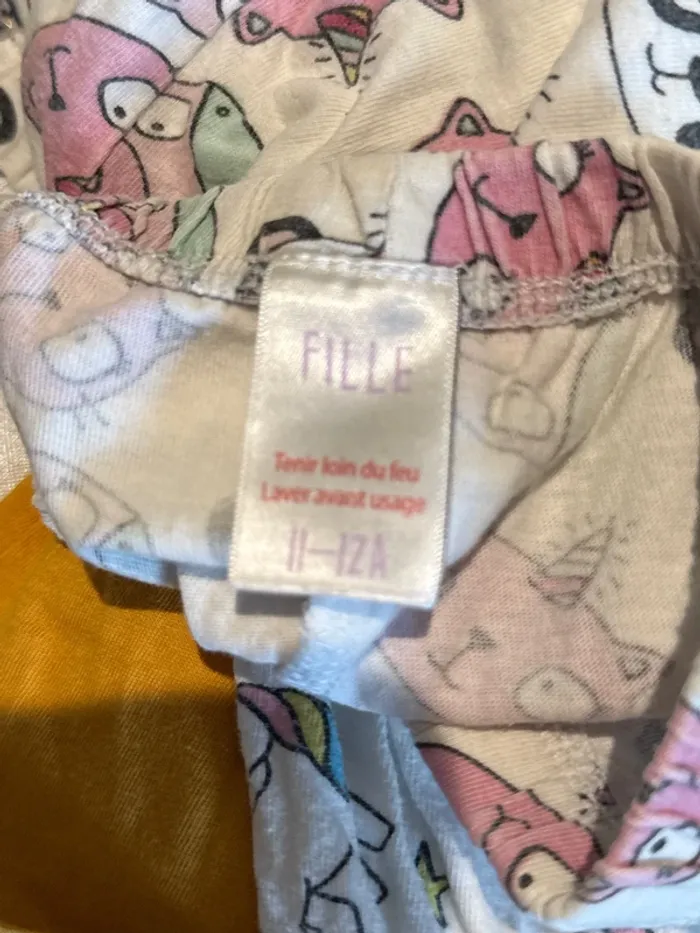 FILLE
Tenir loin du feu
Laver avant usage
11-12A